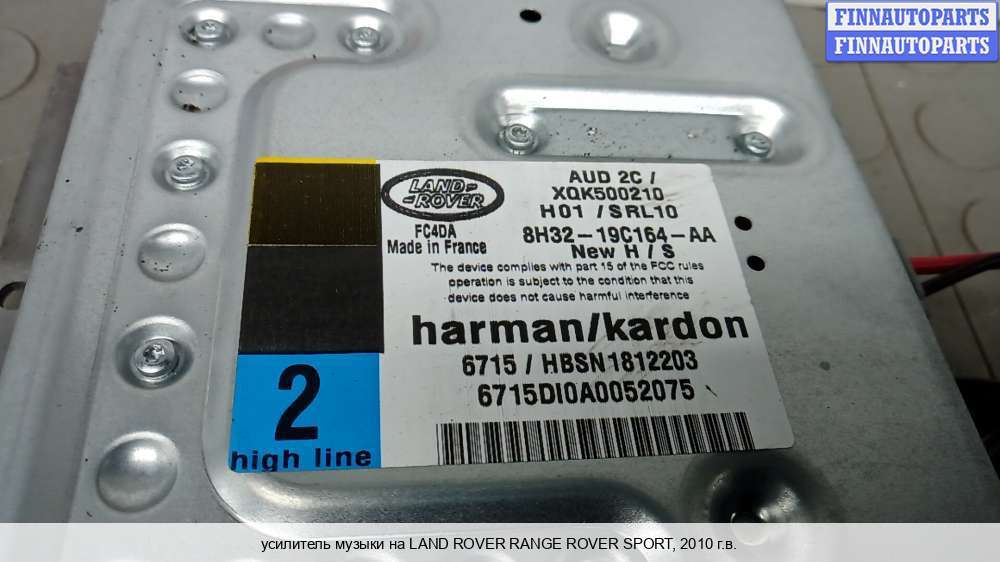 FINNAUTOPARTS
FINNAUTOPARTS
LAND-
-ROVER
FC4DA
Made in France
AUD 2C /
XQK500210
H01 / SRL10
8H32-19C164-AA
New H / S
The device complies with part 15 of the FCC rules
operation is subject to the condition that this
device does not cause harmful interference
harman/kardon
6715 / HBSN1812203
6715DI0A0052075
2
high line
усилитель музыки на LAND ROVER RANGE ROVER SPORT, 2010 г.в.